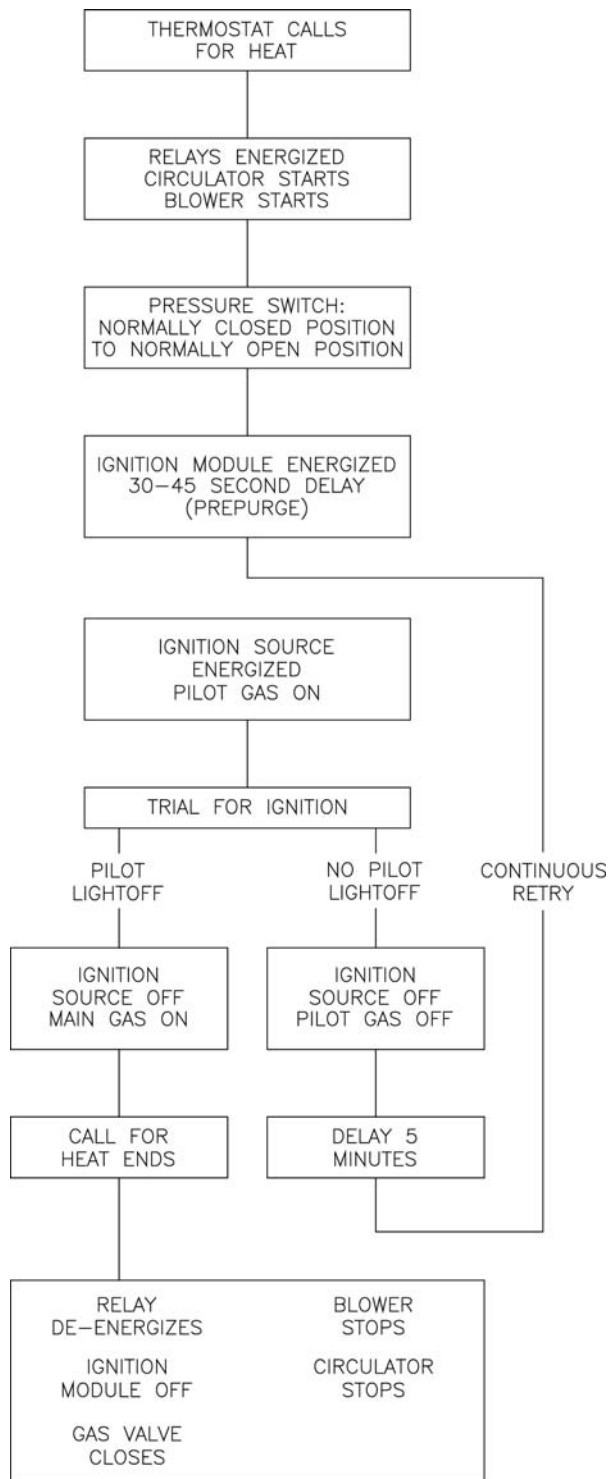 THERMOSTAT CALLS
FOR HEAT
RELAYS ENERGIZED
CIRCULATOR STARTS
BLOWER STARTS
PRESSURE SWITCH:
NORMALLY CLOSED POSITION
TO NORMALLY OPEN POSITION
IGNITION MODULE ENERGIZED
30-45 SECOND DELAY
(PREPURGE)
IGNITION SOURCE
ENERGIZED
PILOT GAS ON
TRIAL FOR IGNITION
PILOT
LIGHTOFF
NO PILOT
LIGHTOFF
CONTINUOUS
RETRY
IGNITION
SOURCE OFF
MAIN GAS ON
IGNITION
SOURCE OFF
PILOT GAS OFF
CALL FOR
HEAT ENDS
DELAY 5
MINUTES
RELAY
DE-ENERGIZES
BLOWER
STOPS
IGNITION
MODULE OFF
CIRCULATOR
STOPS
GAS VALVE
CLOSES